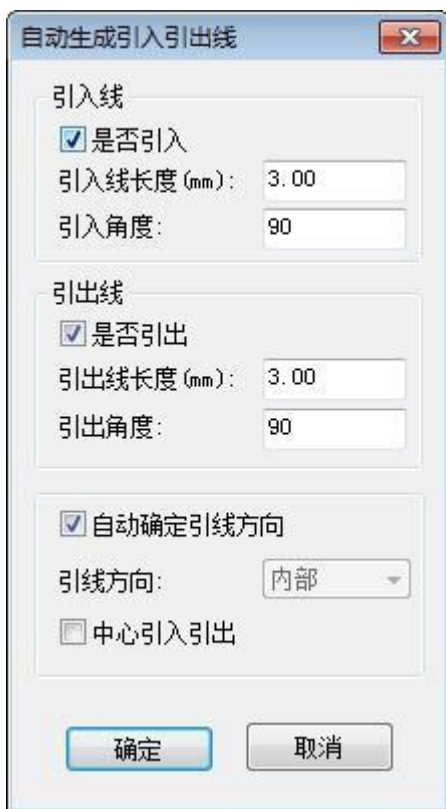 自动生成引入引出线
引入线
是否引入
引入线长度(mm): 3.00
引入角度: 90
引出线
是否引出
引出线长度(mm): 3.00
引出角度: 90
自动确定引线方向
引线方向: 内部
中心引入引出
确定 取消